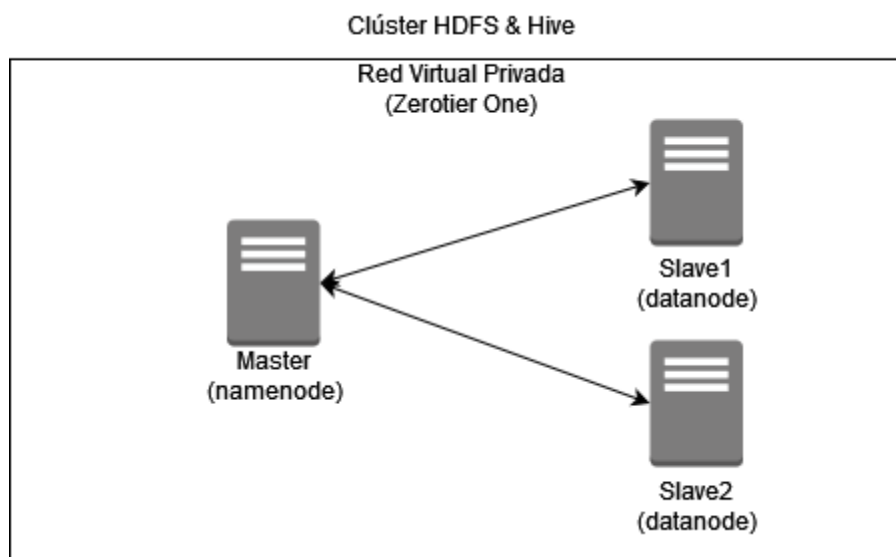 Clúster HDFS & Hive
Red Virtual Privada
(Zerotier One)
Slave1
(datanode)
Master
(namenode)
Slave2
(datanode)